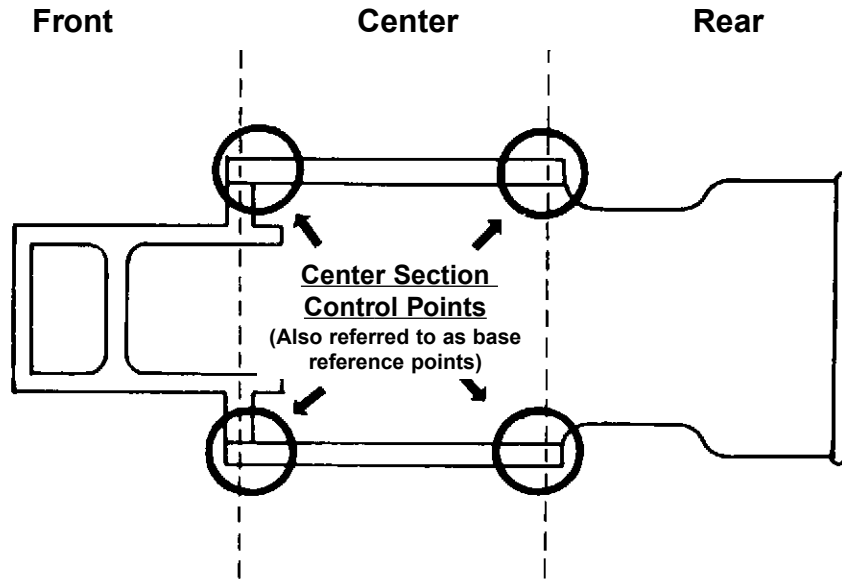 Front Center Rear
Center Section
Control Points
(Also referred to as base
reference points)